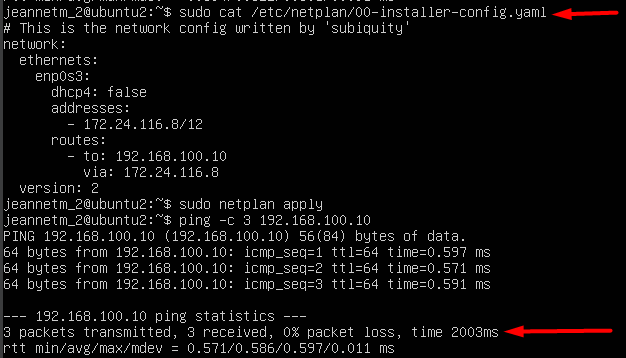 jeannetm_2@ubuntu2:~$ sudo cat /etc/netplan/00-installer-config.yaml
# This is the network config written by 'subiquity'
network:
  ethernets:
    enp0s3:
      dhcp4: false
      addresses:
        - 172.24.116.8/12
      routes:
        - to: 192.168.100.10
          via: 172.24.116.8
  version: 2
jeannetm_2@ubuntu2:~$ sudo netplan apply
jeannetm_2@ubuntu2:~$ ping -c 3 192.168.100.10
PING 192.168.100.10 (192.168.100.10) 56(84) bytes of data.
64 bytes from 192.168.100.10: icmp_seq=1 ttl=64 time=0.597 ms
64 bytes from 192.168.100.10: icmp_seq=2 ttl=64 time=0.571 ms
64 bytes from 192.168.100.10: icmp_seq=3 ttl=64 time=0.591 ms

--- 192.168.100.10 ping statistics ---
3 packets transmitted, 3 received, 0% packet loss, time 2003ms
rtt min/avg/max/mdev = 0.571/0.586/0.597/0.011 ms